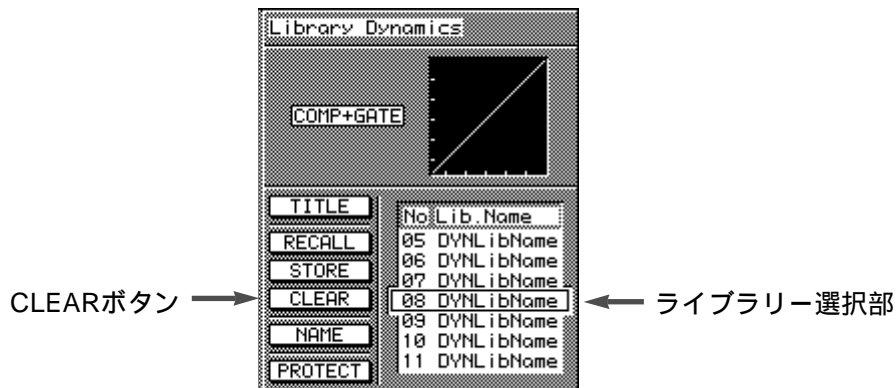 Library Dynamics
COMP+GATE
TITLE
RECALL
STORE
CLEAR
NAME
PROTECT
No Lib.Name
05 DYNLibName
06 DYNLibName
07 DYNLibName
08 DYNLibName
09 DYNLibName
10 DYNLibName
11 DYNLibName
CLEARボタン
ライブラリー選択部